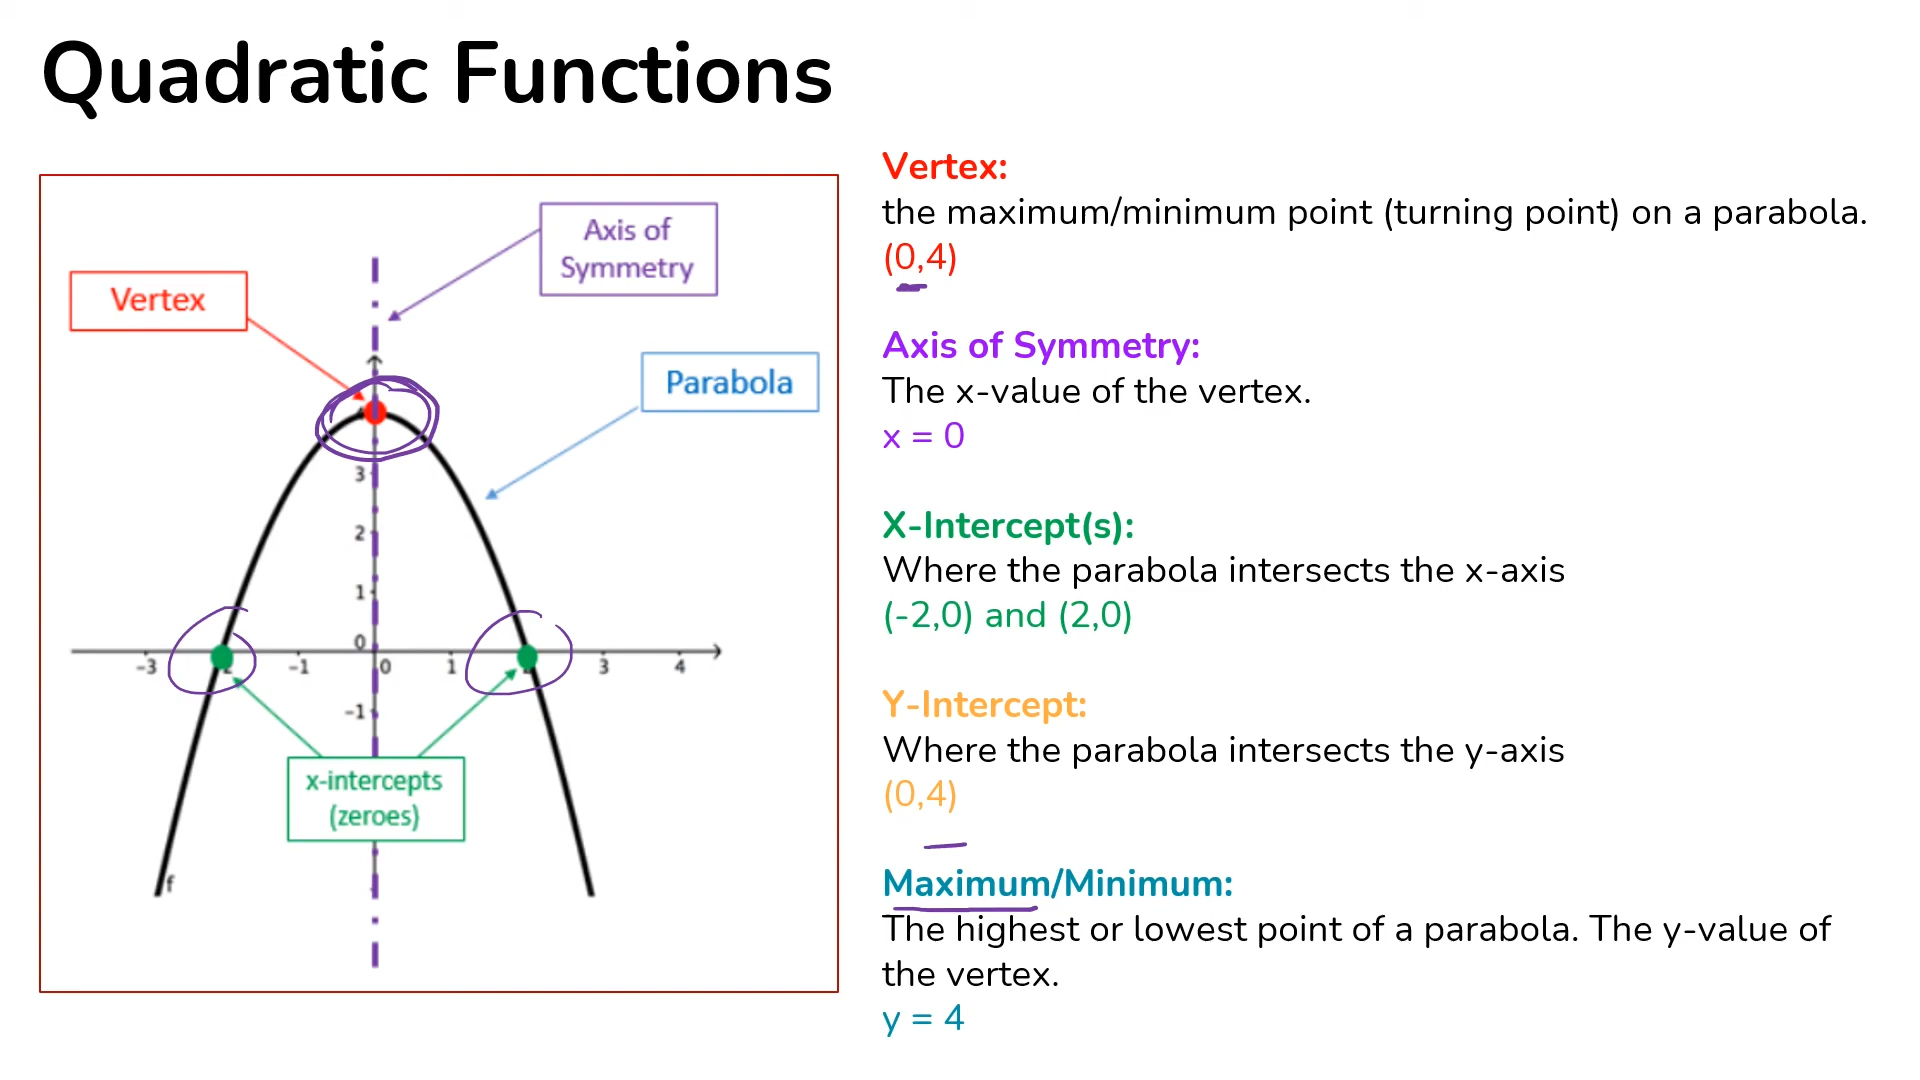 Quadratic Functions
Axis of
Symmetry
Vertex
Parabola
3
2
1
0
-3
-1
0
1
3
4
-1
x-intercepts
(zeroes)
f
Vertex:
the maximum/minimum point (turning point) on a parabola.
(0,4)
Axis of Symmetry:
The x-value of the vertex.
x = 0
X-Intercept(s):
Where the parabola intersects the x-axis
(-2,0) and (2,0)
Y-Intercept:
Where the parabola intersects the y-axis
(0,4)
Maximum/Minimum:
The highest or lowest point of a parabola. The y-value of
the vertex.
y = 4